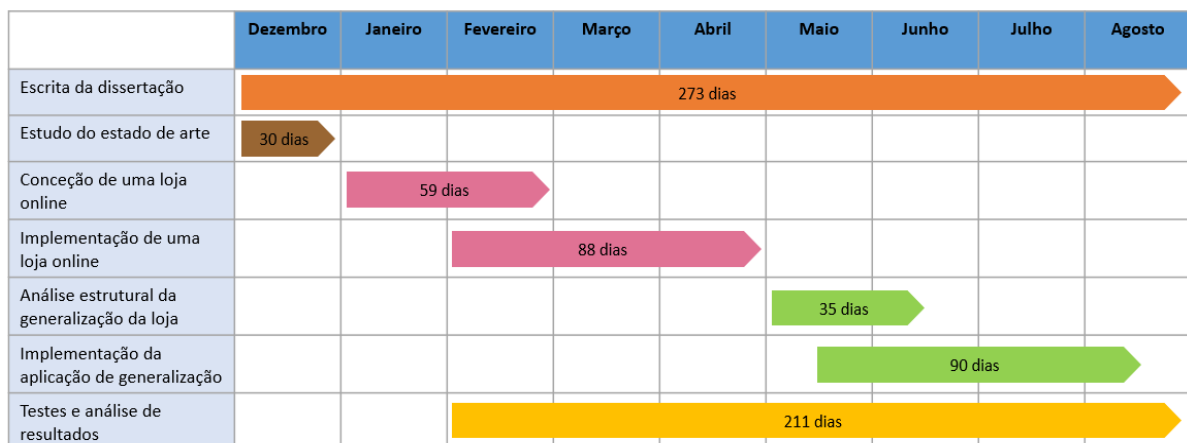 Dezembro Janeiro Fevereiro Março Abril Maio Junho Julho Agosto
Escrita da dissertação
273 dias
Estudo do estado de arte
30 dias
Conceção de uma loja
online
59 dias
Implementação de uma
loja online
88 dias
Análise estrutural da
generalização da loja
35 dias
Implementação da
aplicação de generalização
90 dias
Testes e análise de
resultados
211 dias